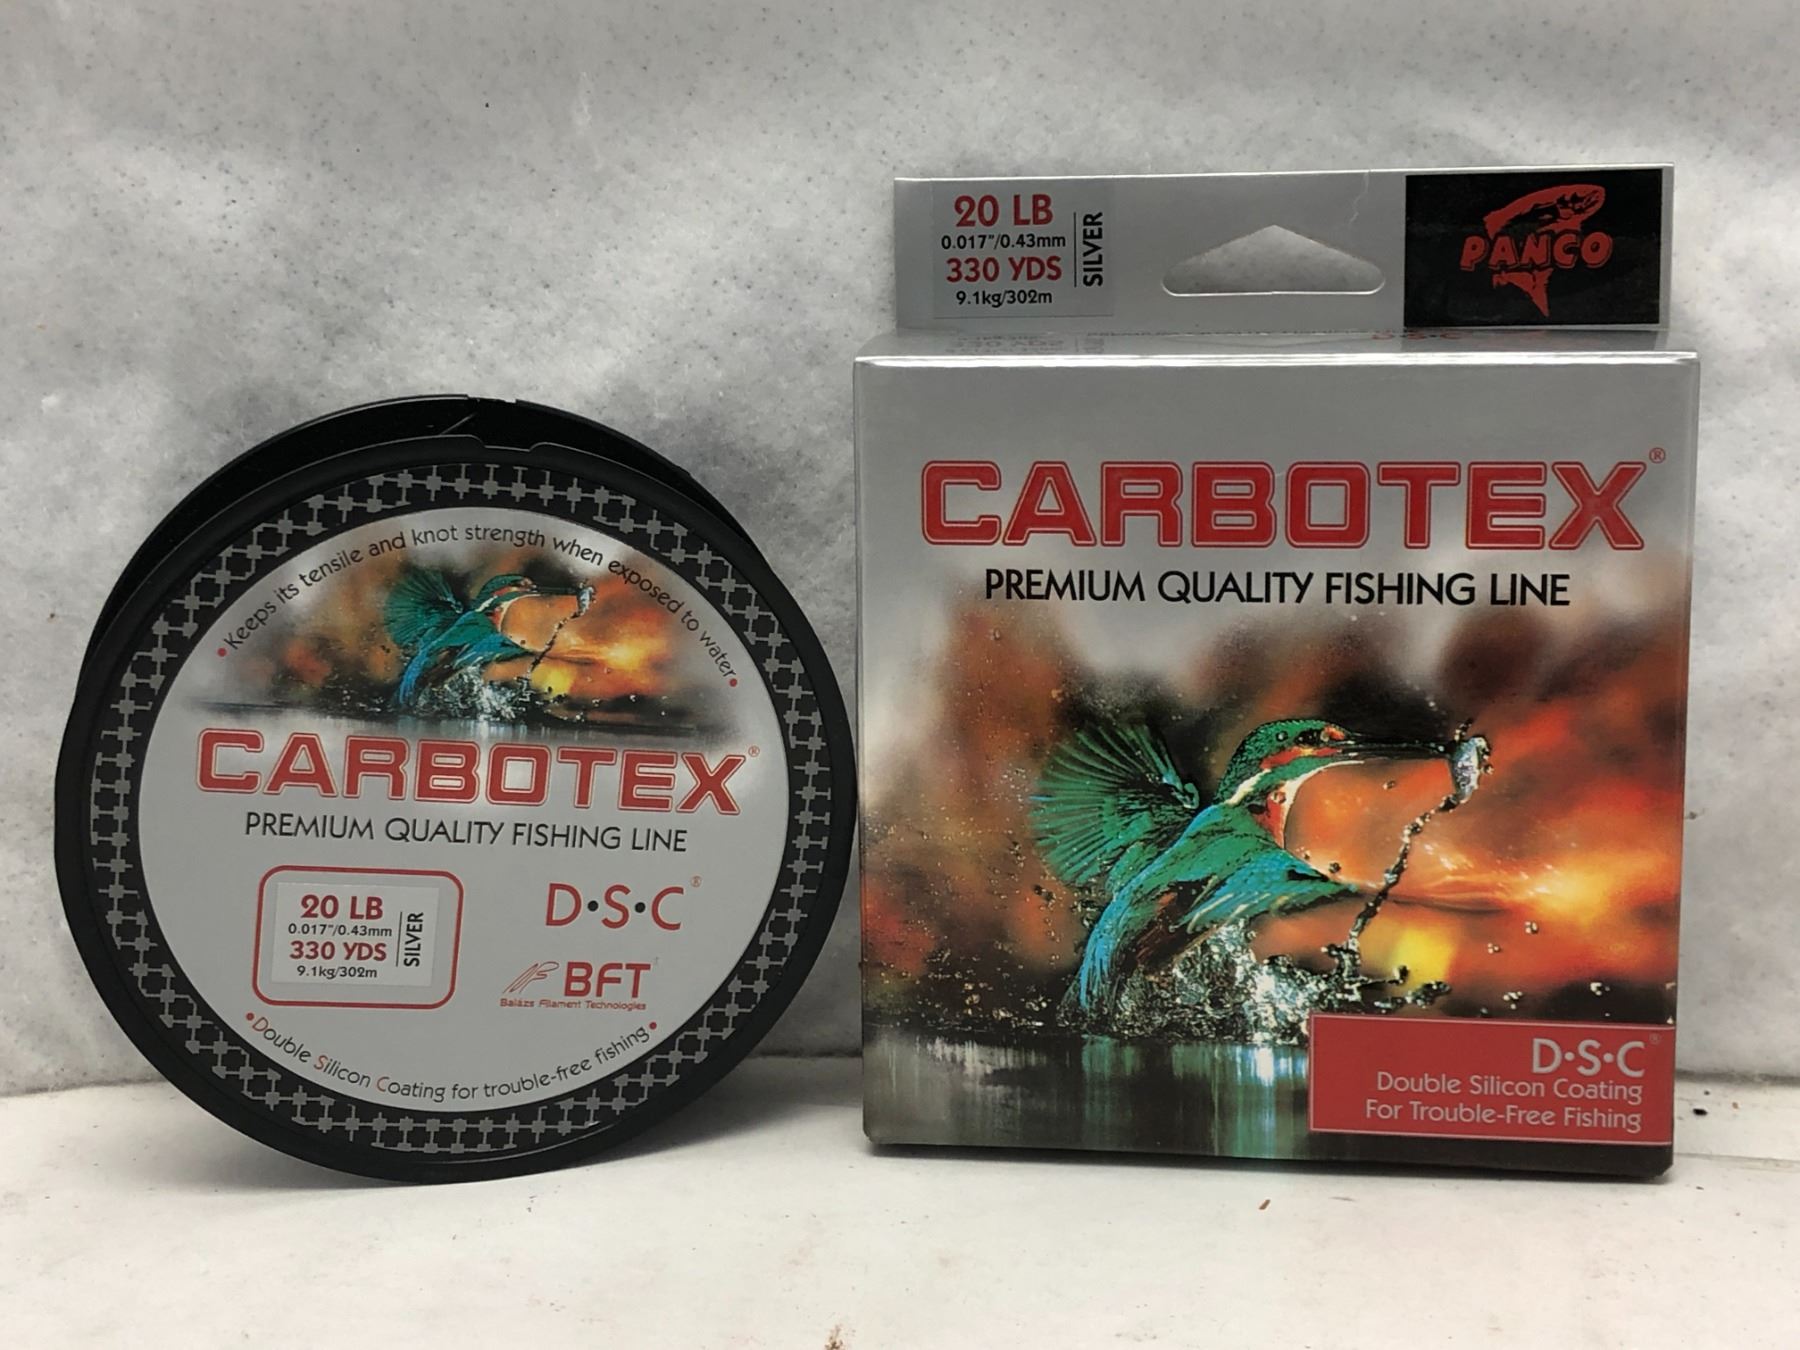 Keeps its tensile and knot strength when exposed to water
CARBOTEX®
PREMIUM QUALITY FISHING LINE
20 LB
0.017"/0.43mm
330 YDS
9.1kg/302m
SILVER
D•S•C®
BFT
Balázs Filament Technologies
•Double Silicon Coating for trouble-free fishing•
20 LB
0.017"/0.43mm
330 YDS
9.1kg/302m
SILVER
PANCO
CARBOTEX®
PREMIUM QUALITY FISHING LINE
D•S•C®
Double Silicon Coating
For Trouble-Free Fishing